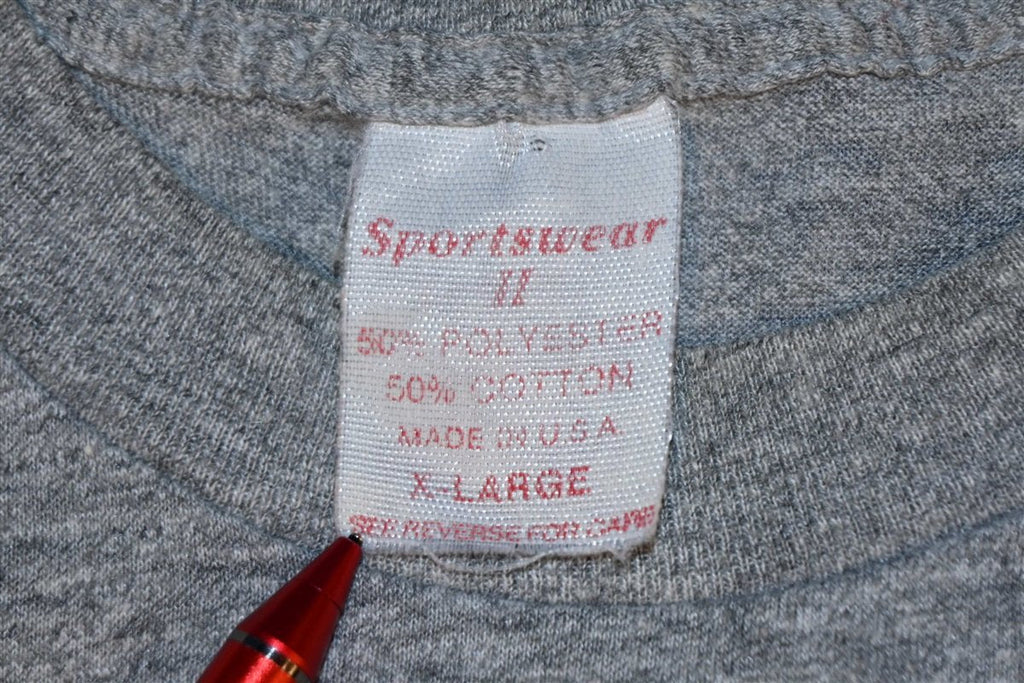 Sportswear
II
50% POLYESTER
50% COTTON
MADE IN U.S.A.
X-LARGE
SEE REVERSE FOR CARE